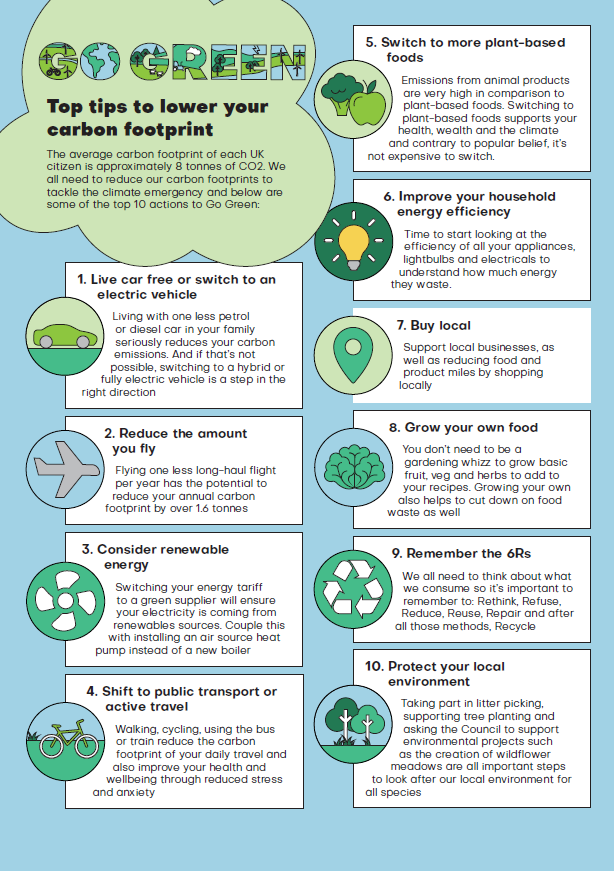 GO GREEN
Top tips to lower your
carbon footprint
The average carbon footprint of each UK
citizen is approximately 8 tonnes of CO2. We
all need to reduce our carbon footprints to
tackle the climate emergency and below are
some of the top 10 actions to Go Green:
1. Live car free or switch to an
electric vehicle
Living with one less petrol
or diesel car in your family
seriously reduces your carbon
emissions. And if that's not
possible, switching to a hybrid or
fully electric vehicle is a step in the
right direction
2. Reduce the amount
you fly
Flying one less long-haul flight
per year has the potential to
reduce your annual carbon
footprint by over 1.6 tonnes
3. Consider renewable
energy
Switching your energy tariff
to a green supplier will ensure
your electricity is coming from
renewables sources. Couple this
with installing an air source heat
pump instead of a new boiler
4. Shift to public transport or
active travel
Walking, cycling, using the bus
or train reduce the carbon
footprint of your daily travel and
also improve your health and
wellbeing through reduced stress
and anxiety
5. Switch to more plant-based
foods
Emissions from animal products
are very high in comparison to
plant-based foods. Switching to
plant-based foods supports your
health, wealth and the climate
and contrary to popular belief, it's
not expensive to switch.
6. Improve your household
energy efficiency
Time to start looking at the
efficiency of all your appliances,
lightbulbs and electricals to
understand how much energy
they waste.
7. Buy local
Support local businesses, as
well as reducing food and
product miles by shopping
locally
8. Grow your own food
You don't need to be a
gardening whizz to grow basic
fruit, veg and herbs to add to
your recipes. Growing your own
also helps to cut down on food
waste as well
9. Remember the 6Rs
We all need to think about what
we consume so it's important to
remember to: Rethink, Refuse,
Reduce, Reuse, Repair and after
all those methods, Recycle
10. Protect your local
environment
Taking part in litter picking,
supporting tree planting and
asking the Council to support
environmental projects such
as the creation of wildflower
meadows are all important steps
to look after our local environment for
all species